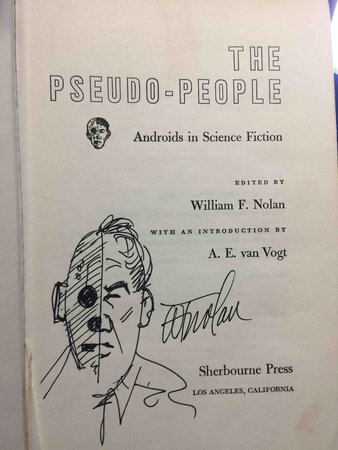 THE
PSEUDO-PEOPLE
Androids in Science Fiction
EDITED BY
William F. Nolan
WITH AN INTRODUCTION BY
A. E. van Vogt
Sherbourne Press
LOS ANGELES, CALIFORNIA